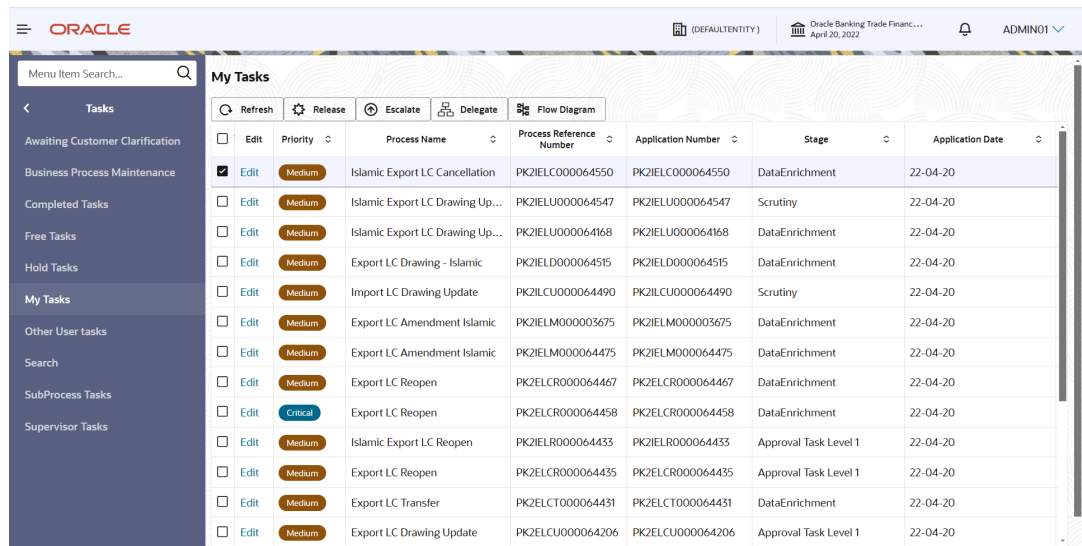 ORACLE
(DEFAULTENTITY )
Oracle Banking Trade Financ...
April 20, 2022
ADMIN01
Menu Item Search...
Tasks
Awaiting Customer Clarification
Business Process Maintenance
Completed Tasks
Free Tasks
Hold Tasks
My Tasks
Other User tasks
Search
SubProcess Tasks
Supervisor Tasks
My Tasks
Refresh Release Escalate Delegate Flow Diagram
Edit Priority Process Name Process Reference Number Application Number Stage Application Date
Edit Medium Islamic Export LC Cancellation PK2IELC000064550 PK2IELC000064550 DataEnrichment 22-04-20
Edit Medium Islamic Export LC Drawing Up... PK2IELU000064547 PK2IELU000064547 Scrutiny 22-04-20
Edit Medium Islamic Export LC Drawing Up... PK2IELU000064168 PK2IELU000064168 DataEnrichment 22-04-20
Edit Medium Export LC Drawing - Islamic PK2IELD000064515 PK2IELD000064515 DataEnrichment 22-04-20
Edit Medium Import LC Drawing Update PK2ILCU000064490 PK2ILCU000064490 Scrutiny 22-04-20
Edit Medium Export LC Amendment Islamic PK2IELM000003675 PK2IELM000003675 DataEnrichment 22-04-20
Edit Medium Export LC Amendment Islamic PK2IELM000064475 PK2IELM000064475 DataEnrichment 22-04-20
Edit Medium Export LC Reopen PK2ELCR000064467 PK2ELCR000064467 DataEnrichment 22-04-20
Edit Critical Export LC Reopen PK2ELCR000064458 PK2ELCR000064458 DataEnrichment 22-04-20
Edit Medium Islamic Export LC Reopen PK2IELR000064433 PK2IELR000064433 Approval Task Level 1 22-04-20
Edit Medium Export LC Reopen PK2ELCR000064435 PK2ELCR000064435 Approval Task Level 1 22-04-20
Edit Medium Export LC Transfer PK2ELCT000064431 PK2ELCT000064431 DataEnrichment 22-04-20
Edit Medium Export LC Drawing Update PK2ELCU000064206 PK2ELCU000064206 Approval Task Level 1 22-04-20